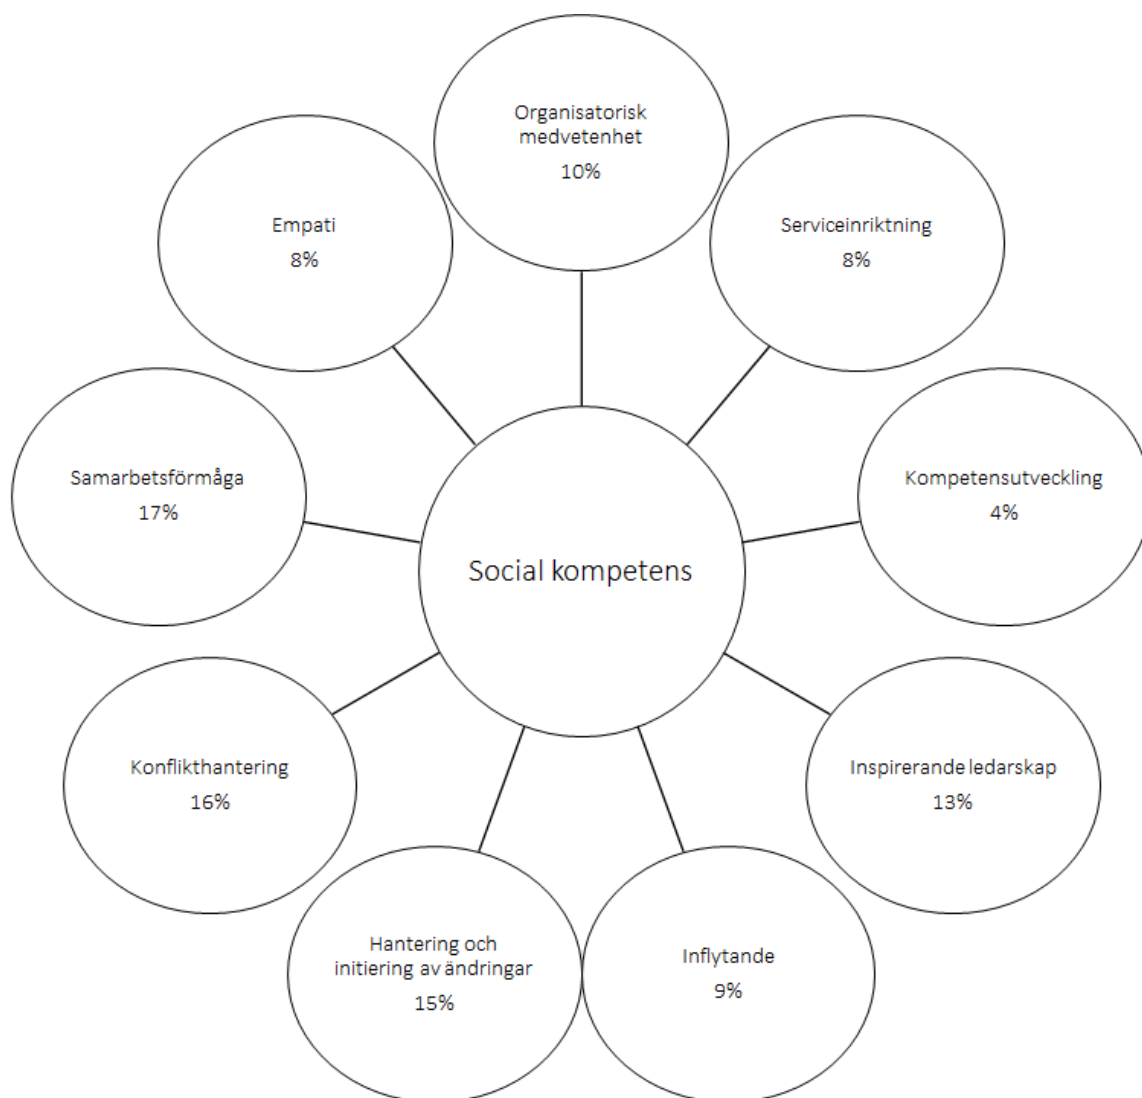 Organisatorisk
medvetenhet
10%
Serviceinriktning
8%
Kompetensutveckling
4%
Inspirerande ledarskap
13%
Inflytande
9%
Hantering och
initiering av ändringar
15%
Konflikthantering
16%
Samarbetsförmåga
17%
Empati
8%
Social kompetens